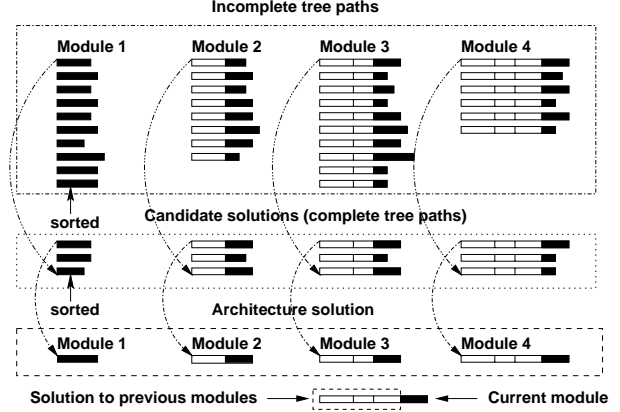 Incomplete tree paths
Module 1 Module 2 Module 3 Module 4
sorted
Candidate solutions (complete tree paths)
sorted
Architecture solution
Module 1 Module 2 Module 3 Module 4
Solution to previous modules Current module